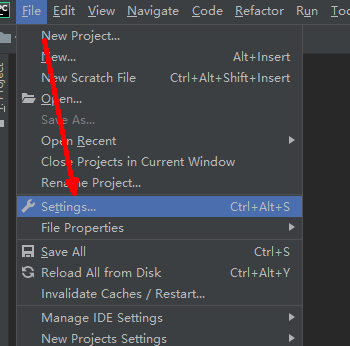 PC File Edit View Navigate Code Refactor Run T
New Project...
New... Alt+Insert
New Scratch File Ctrl+Alt+Shift+Insert
Open...
Save As...
Open Recent
Close Projects in Current Window
Rename Project...
Settings... Ctrl+Alt+S
File Properties
Save All Ctrl+S
Reload All from Disk Ctrl+Alt+Y
Invalidate Caches / Restart...
Manage IDE Settings
New Projects Settings
Project